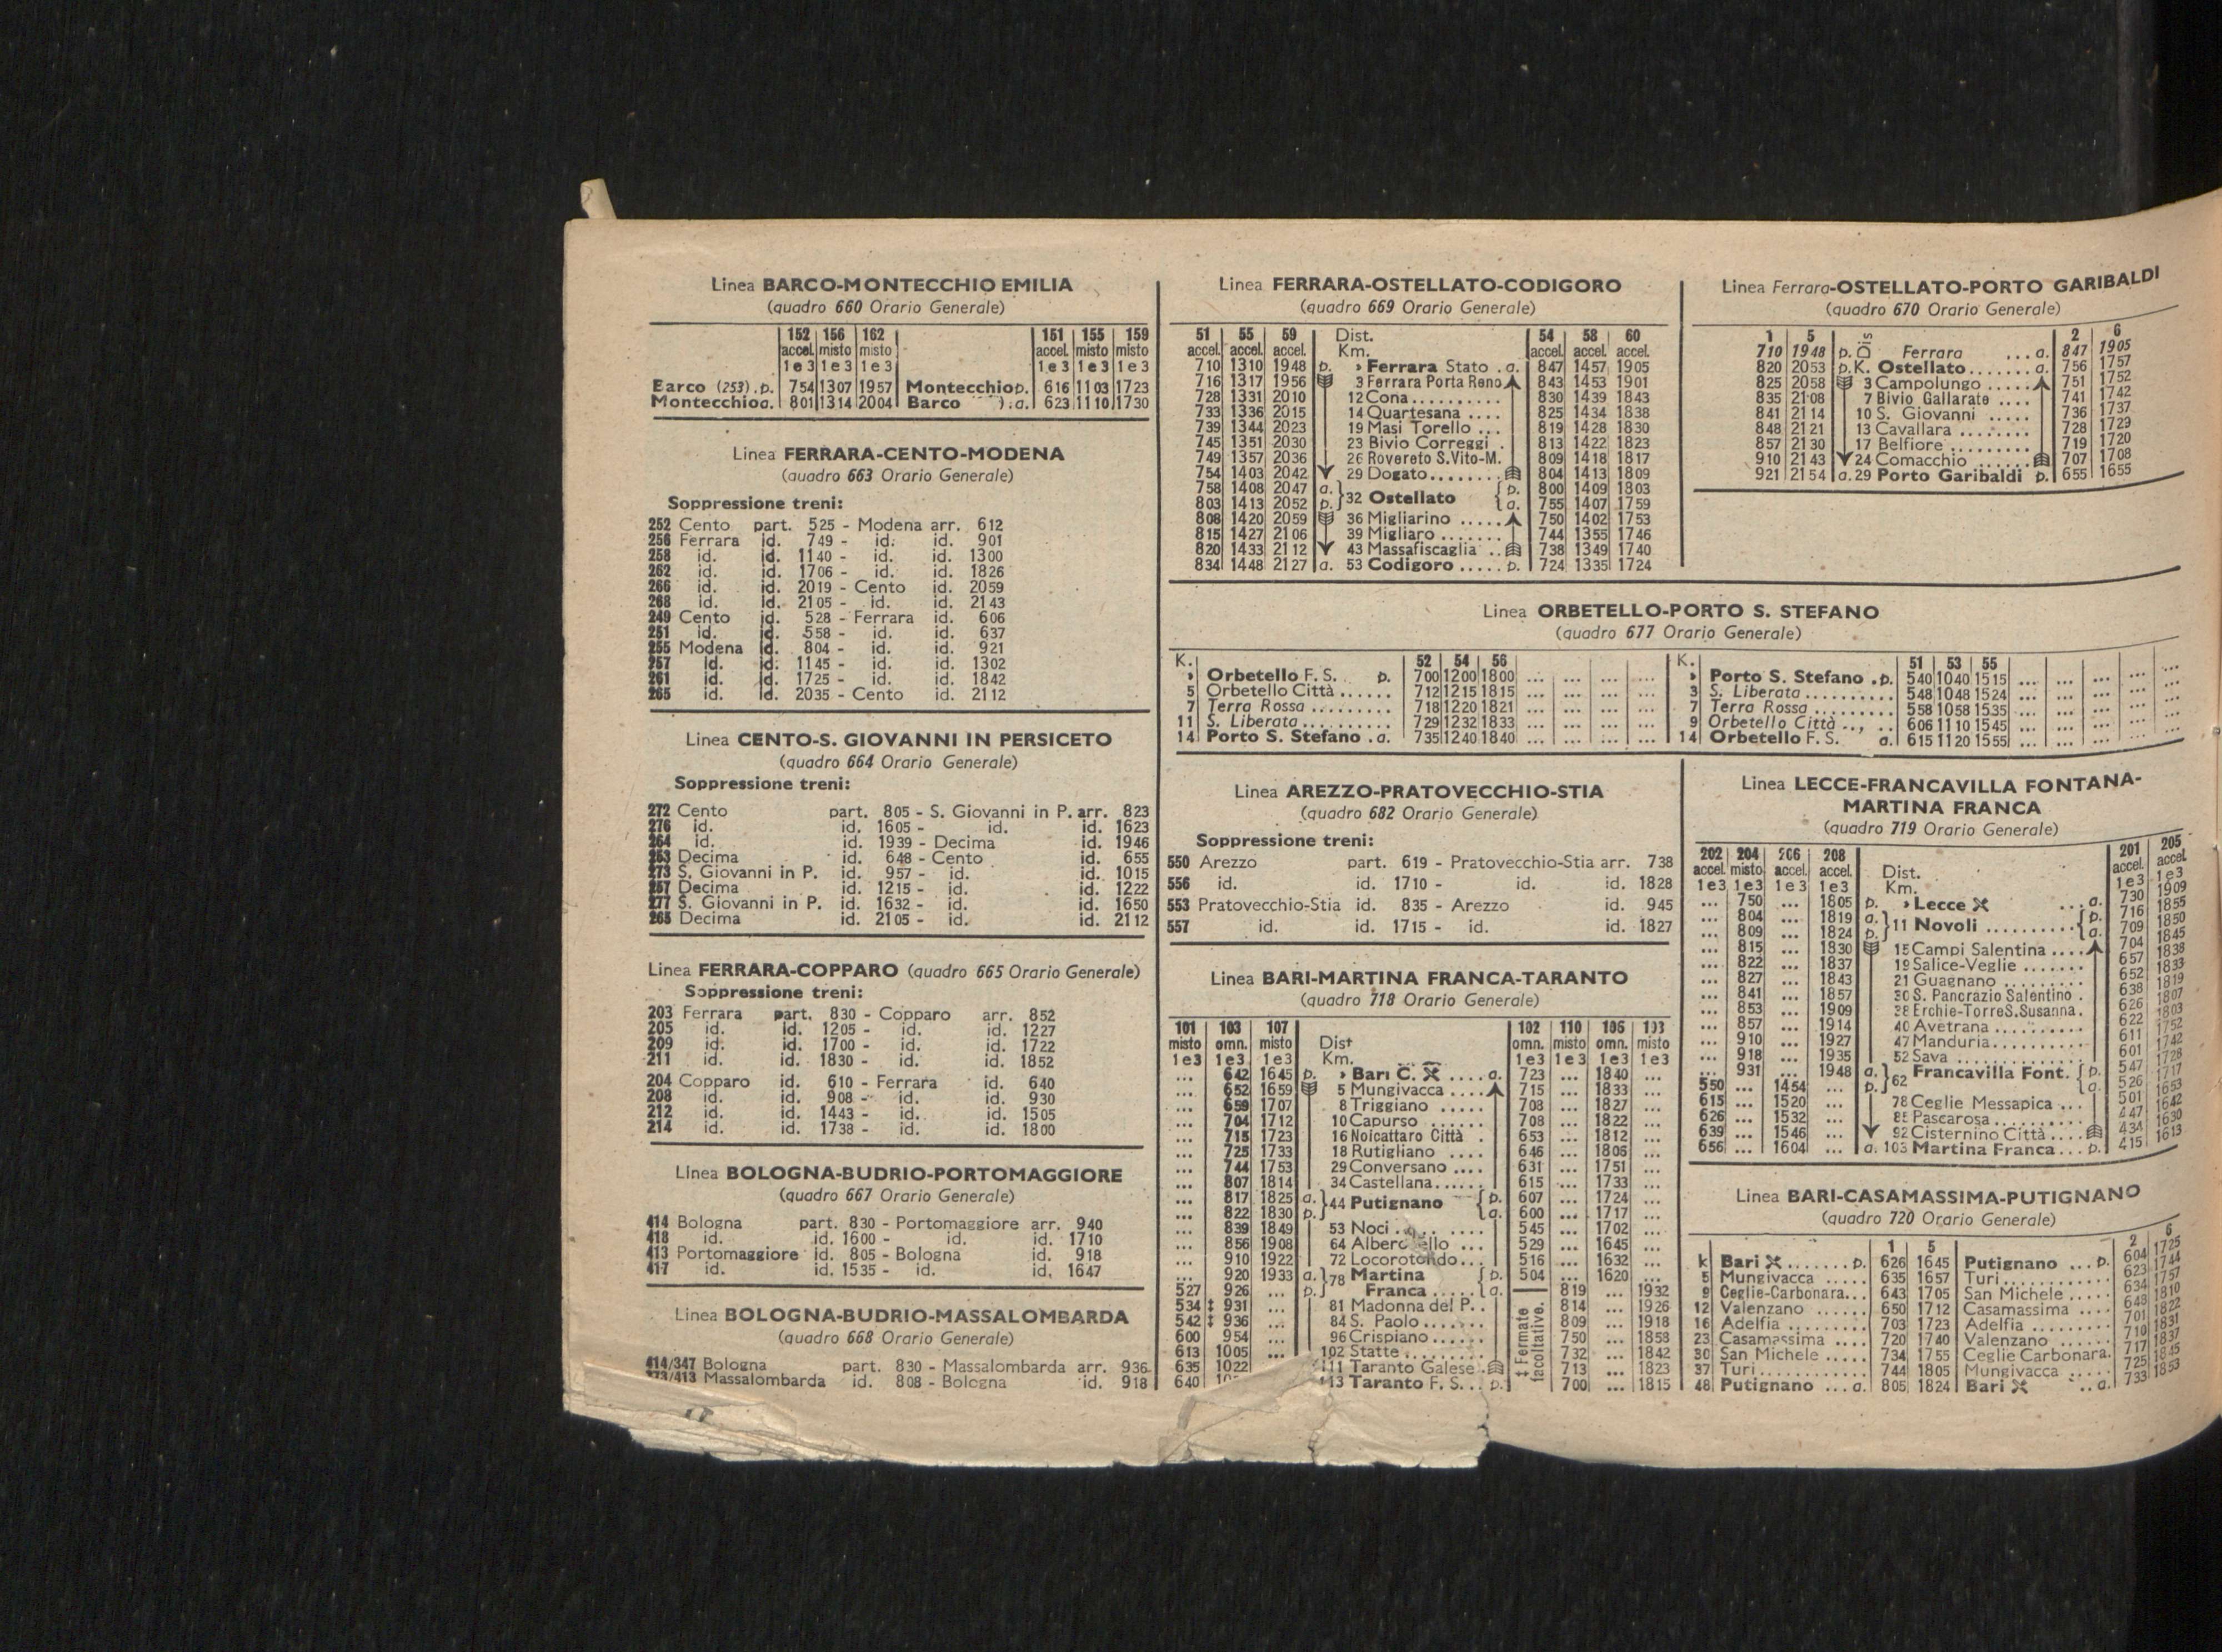 Linea BARCO-MONTECCHIO EMILIA
(quadro 660 Orario Generale)
152 156 162 151 155 159
accel. misto misto accel. misto misto
1e3 1e3 1e3 1e3 1e3 1e3
Barco (253) . p. 754 1307 1957 Montecchio p. 616 1103 1723
Montecchio a. 801 1314 2004 Barco ) . a. 623 1110 1730
Linea FERRARA-CENTO-MODENA
(quadro 663 Orario Generale)
Soppressione treni:
252 Cento part. 525 - Modena arr. 612
256 Ferrara id. 749 - id. id. 901
258 id. id. 1140 - id. id. 1300
262 id. id. 1706 - id. id. 1826
266 id. id. 2019 - Cento id. 2059
268 id. id. 2105 - id. id. 2143
249 Cento id. 528 - Ferrara id. 606
251 id. id. 558 - id. id. 637
255 Modena id. 804 - id. id. 921
257 id. id. 1145 - id. id. 1302
261 id. id. 1725 - id. id. 1842
265 id. id. 2035 - Cento id. 2112
Linea CENTO-S. GIOVANNI IN PERSICETO
(quadro 664 Orario Generale)
Soppressione treni:
272 Cento part. 805 - S. Giovanni in P. arr. 823
276 id. id. 1605 - id. id. 1623
264 id. id. 1939 - Decima id. 1946
253 Decima id. 648 - Cento id. 655
273 S. Giovanni in P. id. 957 - id. id. 1015
257 Decima id. 1215 - id. id. 1222
277 S. Giovanni in P. id. 1632 - id. id. 1650
265 Decima id. 2105 - id. id. 2112
Linea FERRARA-COPPARO (quadro 665 Orario Generale)
Soppressione treni:
203 Ferrara part. 830 - Copparo arr. 852
205 id. id. 1205 - id. id. 1227
209 id. id. 1700 - id. id. 1722
211 id. id. 1830 - id. id. 1852
204 Copparo id. 610 - Ferrara id. 640
208 id. id. 908 - id. id. 930
212 id. id. 1443 - id. id. 1505
214 id. id. 1738 - id. id. 1800
Linea BOLOGNA-BUDRIO-PORTOMAGGIORE
(quadro 667 Orario Generale)
414 Bologna part. 830 - Portomaggiore arr. 940
418 id. id. 1600 - id. id. 1710
413 Portomaggiore id. 805 - Bologna id. 918
417 id. id. 1535 - id. id. 1647
Linea BOLOGNA-BUDRIO-MASSALOMBARDA
(quadro 668 Orario Generale)
414/347 Bologna part. 830 - Massalombarda arr. 936
Massalombarda id. 808 - Bologna id. 918
Linea FERRARA-OSTELLATO-CODIGORO
(quadro 669 Orario Generale)
51 55 59 Dist. 54 58 60
accel. accel. accel. Km. accel. accel. accel.
710 1310 1948 p. » Ferrara Stato . a. 847 1457 1905
716 1317 1956 3 Ferrara Porta Reno 843 1453 1901
728 1331 2010 12 Cona .......... 830 1439 1843
733 1336 2015 14 Quartesana .... 825 1434 1838
739 1344 2023 19 Masi Torello ... 819 1428 1830
745 1351 2030 23 Bivio Correggi . 813 1422 1823
749 1357 2036 26 Rovereto S.Vito-M. 809 1418 1817
754 1403 2042 29 Dogato ........ 804 1413 1809
758 1408 2047 a. } 32 Ostellato { p. 800 1409 1803
803 1413 2052 p. } { a. 755 1407 1759
808 1420 2059 36 Migliarino ..... 750 1402 1753
815 1427 2106 39 Migliaro ....... 744 1355 1746
820 1433 2112 43 Massafiscaglia .. 738 1349 1740
834 1448 2127 a. 53 Codigoro ..... p. 724 1335 1724
Linea Ferrara-OSTELLATO-PORTO GARIBALDI
(quadro 670 Orario Generale)
1 5 Dis 2 6
710 1948 p. Ferrara ... a. 847 1905
820 2053 p. K. Ostellato ....... a. 756 1757
825 2058 3 Campolungo ..... 751 1752
835 2108 7 Bivio Gallarate .... 741 1742
841 2114 10 S. Giovanni ..... 736 1737
848 2121 13 Cavallara ........ 728 1729
857 2130 17 Belfiore .......... 719 1720
910 2143 24 Comacchio ....... 707 1708
921 2154 a. 29 Porto Garibaldi p. 655 1655
Linea ORBETELLO-PORTO S. STEFANO
(quadro 677 Orario Generale)
K. 52 54 56 K. 51 53 55
» Orbetello F. S. p. 700 1200 1800 ... ... ... ... » Porto S. Stefano . p. 540 1040 1515 ... ... ... ...
5 Orbetello Città ...... 712 1215 1815 ... ... ... ... 3 S. Liberata .......... 548 1048 1524 ... ... ... ...
7 Terra Rossa ......... 718 1220 1821 ... ... ... ... 7 Terra Rossa ......... 558 1058 1535 ... ... ... ...
11 S. Liberata .......... 729 1232 1833 ... ... ... ... 9 Orbetello Città .., .. 606 1110 1545 ... ... ... ...
14 Porto S. Stefano . a. 735 1240 1840 ... ... ... ... 14 Orbetello F. S. a. 615 1120 1555 ... ... ... ...
Linea AREZZO-PRATOVECCHIO-STIA
(quadro 682 Orario Generale)
Soppressione treni:
550 Arezzo part. 619 - Pratovecchio-Stia arr. 738
556 id. id. 1710 - id. id. 1828
553 Pratovecchio-Stia id. 835 - Arezzo id. 945
557 id. id. 1715 - id. id. 1827
Linea BARI-MARTINA FRANCA-TARANTO
(quadro 718 Orario Generale)
101 103 107 102 110 106
misto omn. misto Dist omn. misto omn. misto
1e3 1e3 1e3 Km. 1e3 1e3 1e3 1e3
... 642 1645 p. » Bari C. .... a. 723 ... 1840 ...
... 652 1659 5 Mungivacca .... 715 ... 1833 ...
... 659 1707 8 Triggiano ..... 708 ... 1827 ...
... 704 1712 10 Capurso ....... 708 ... 1822 ...
... 715 1723 16 Noicattaro Città . 653 ... 1812 ...
... 725 1733 18 Rutigliano .... 646 ... 1805 ...
... 744 1753 29 Conversano .... 631 ... 1751 ...
... 807 1814 34 Castellana...... 615 ... 1733 ...
... 817 1825 a. } 44 Putignano { p. 607 ... 1724 ...
... 822 1830 p. } { a. 600 ... 1717 ...
... 839 1849 53 Noci ......... 545 ... 1702 ...
... 856 1908 64 ... 529 ... 1645 ...
... 910 1922 72 Locorotondo ... 516 ... 1632 ...
... 920 1933 a. } 78 Martina { p. 504 ... 1620 ...
527 926 ... p. } Franca ..... { a. 819 ... 1932
534 ‡ 931 ... 81 Madonna del P. . 814 ... 1926
542 ‡ 936 ... 84 S. Paolo ....... 809 ... 1918
600 954 ... 96 Crispiano ...... 750 ... 1858
613 1005 ... 102 Statte ......... 732 ... 1842
635 1022 111 Taranto Galese . 713 ... 1823
640 113 Taranto F. S. .. p. 700 ... 1815
‡ Fermate facoltative.
Linea LECCE-FRANCAVILLA FONTANA-
MARTINA FRANCA
(quadro 719 Orario Generale)
202 204 206 208 201 205
accel. misto accel. accel. Dist. accel. accel.
1e3 1e3 1e3 1e3 Km. 1e3 1e3
... 750 ... 1805 p. » Lecce ... a. 730 1909
... 804 ... 1819 a. } 11 Novoli .......... { p. 716 1855
... 809 ... 1824 p. } { a. 709 1850
... 815 ... 1830 15 Campi Salentina .... 704 1845
... 822 ... 1837 19 Salice-Veglie ....... 657 1838
... 827 ... 1843 21 Guagnano ......... 652 1833
... 841 ... 1857 30 S. Pancrazio Salentino . 638 1819
... 853 ... 1909 38 Erchie-TorreS.Susanna. 626 1807
... 857 ... 1914 40 Avetrana .......... 622 1803
... 910 ... 1927 47 Manduria.......... 611 1752
... 918 ... 1935 52 Sava .............. 601 1742
... 931 ... 1948 a. } 62 Francavilla Font. { p. 547 1728
550 ... 1454 ... p. } { a. 526 1717
615 ... 1520 ... 78 Ceglie Messapica ... 501 1653
626 ... 1532 ... 85 Pascarosa .......... 447 1642
639 ... 1546 ... 92 Cisternino Città .... 434 1630
656 ... 1604 ... a. 103 Martina Franca ... p. 415 1613
Linea BARI-CASAMASSIMA-PUTIGNANO
(quadro 720 Orario Generale)
1 5 2 6
k Bari ....... p. 626 1645 Putignano ... p. 604 1725
5 Mungivacca ..... 635 1657 Turi............ 623 1744
9 Ceglie-Carbonara... 643 1705 San Michele ..... 634 1757
12 Valenzano ...... 650 1712 Casamassima .... 648 1810
16 Adelfia ......... 703 1723 Adelfia ......... 701 1822
23 Casamassima .... 720 1740 Valenzano ...... 710 1831
30 San Michele ..... 734 1755 Ceglie Carbonara. 717 1837
37 Turi............ 744 1805 Mungivacca ..... 725 1845
48 Putignano ... a. 805 1824 Bari .. a. 733 1853